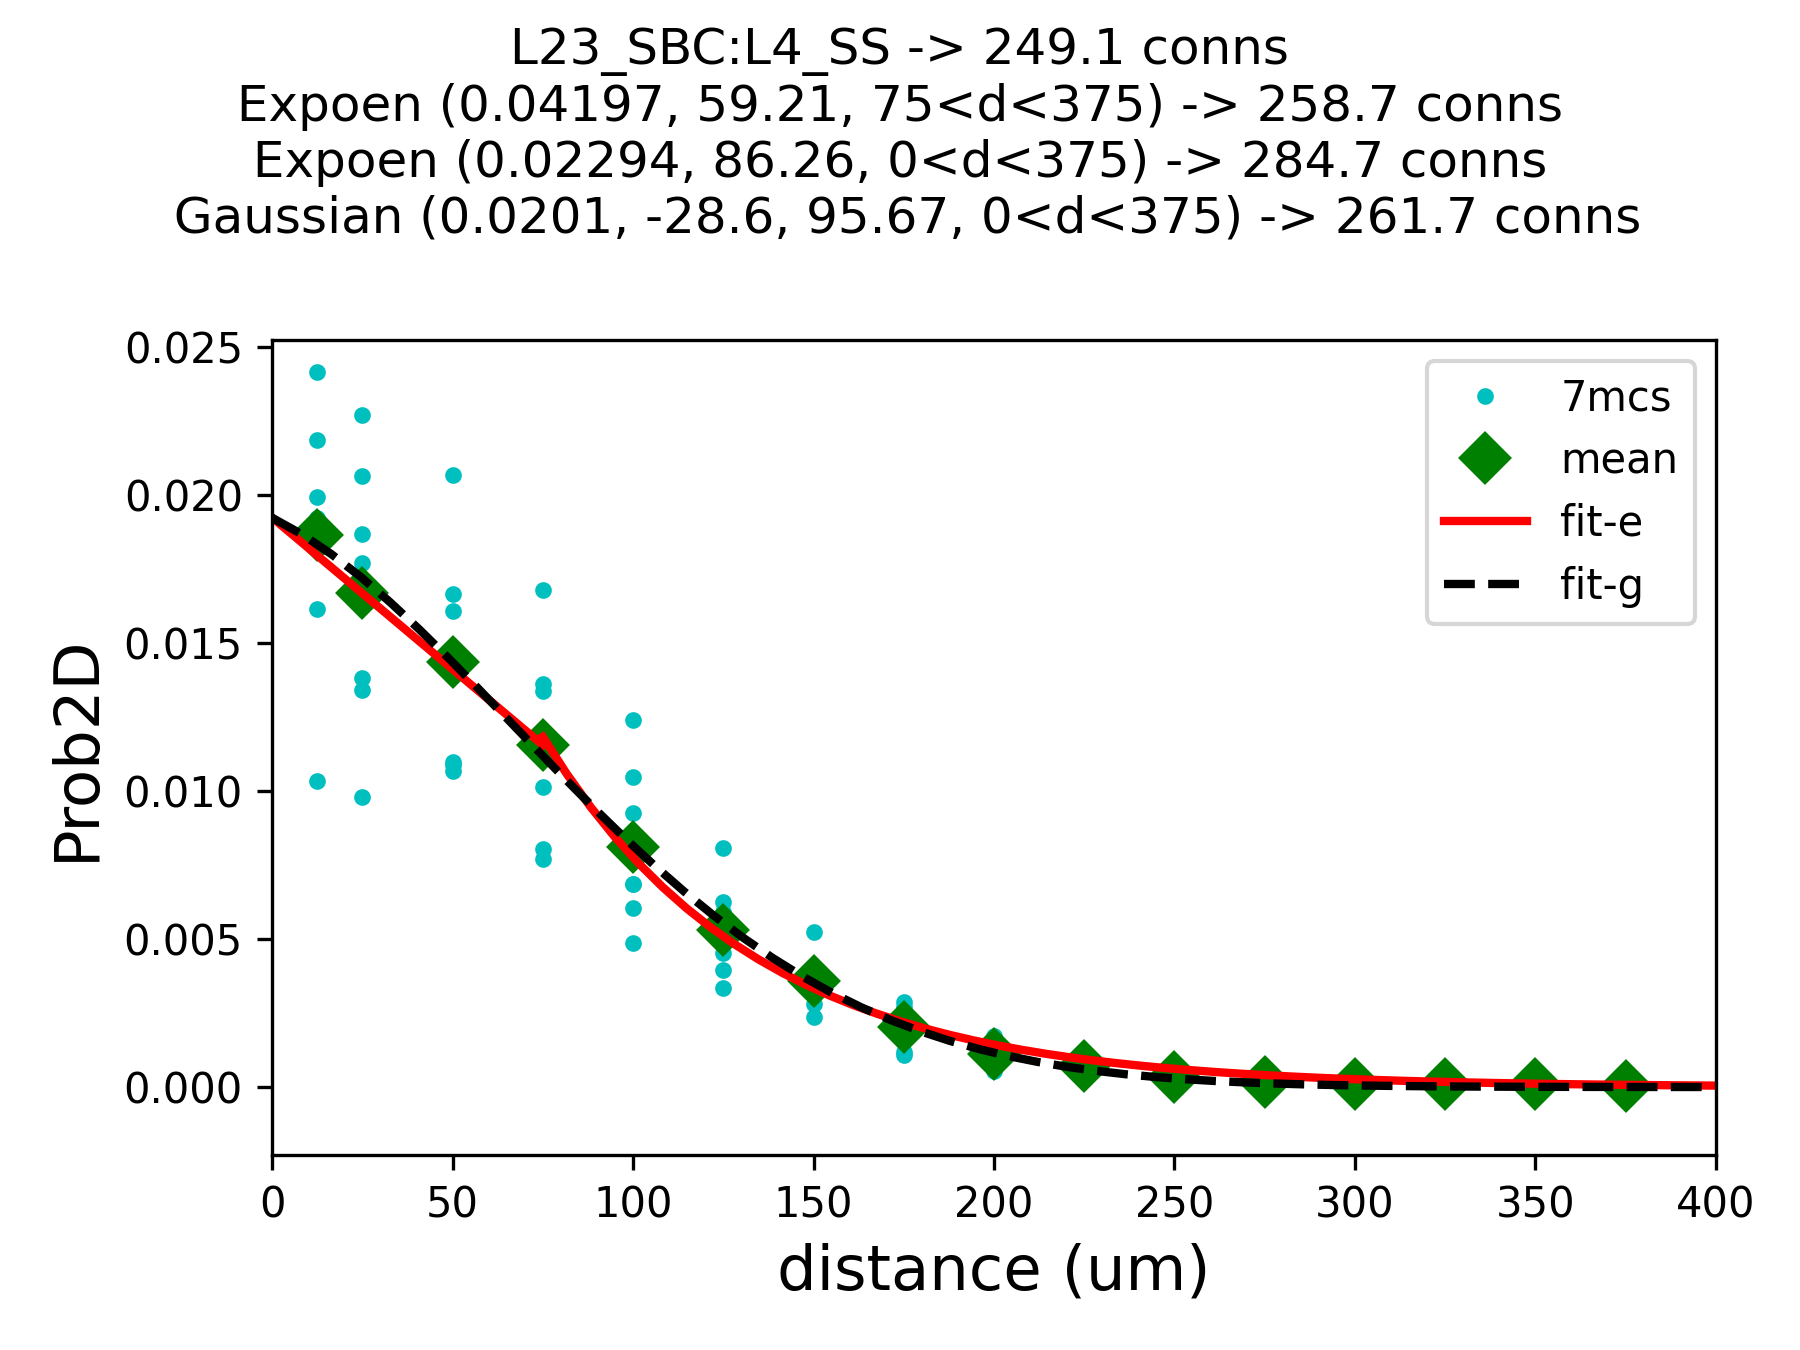 L23_SBC:L4_SS -> 249.1 conns
Expoen (0.04197, 59.21, 75<d<375) -> 258.7 conns
Expoen (0.02294, 86.26, 0<d<375) -> 284.7 conns
Gaussian (0.0201, -28.6, 95.67, 0<d<375) -> 261.7 conns
0.025
0.020
0.015
0.010
0.005
0.000
Prob2D
7mcs
mean
fit-e
fit-g
0 50 100 150 200 250 300 350 400
distance (um)